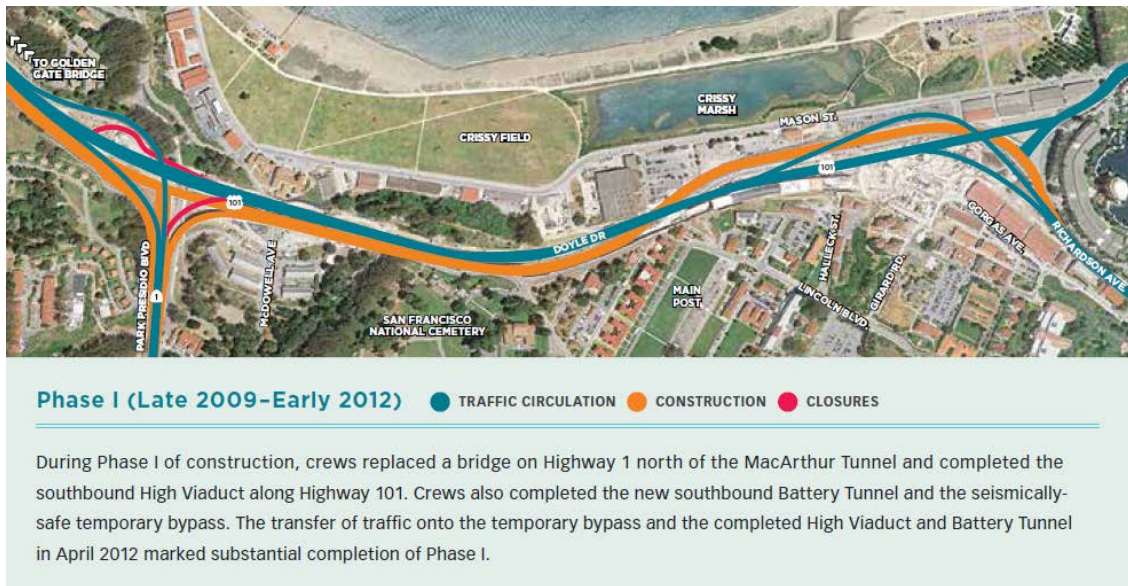 TO GOLDEN
GATE BRIDGE
CRISSY FIELD
CRISSY
MARSH
MASON ST.
101
101
DOYLE DR
PARK PRESIDIO BLVD
1
MCDOWELL AVE
SAN FRANCISCO
NATIONAL CEMETERY
MAIN
POST
HALLECK ST.
LINCOLN BLVD.
GIRARD RD.
GORGAS AVE.
RICHARDSON AVE
Phase I (Late 2009–Early 2012) TRAFFIC CIRCULATION CONSTRUCTION CLOSURES
During Phase I of construction, crews replaced a bridge on Highway 1 north of the MacArthur Tunnel and completed the
southbound High Viaduct along Highway 101. Crews also completed the new southbound Battery Tunnel and the seismically-
safe temporary bypass. The transfer of traffic onto the temporary bypass and the completed High Viaduct and Battery Tunnel
in April 2012 marked substantial completion of Phase I.